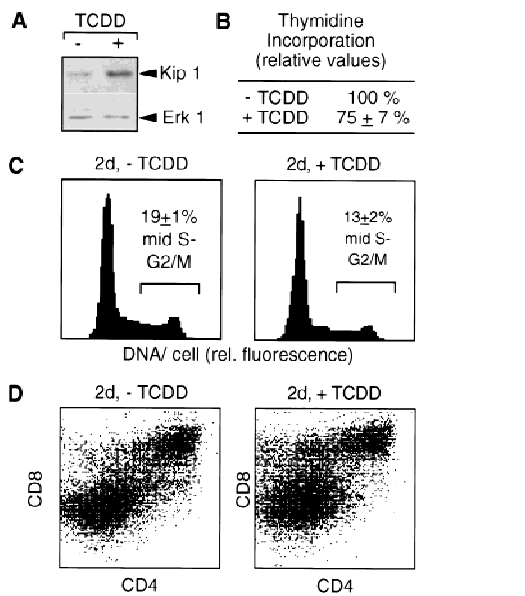 A
TCDD
- +
Kip 1
Erk 1
B
Thymidine
Incorporation
(relative values)
- TCDD 100 %
+ TCDD 75 ± 7 %
C
2d, - TCDD
19±1%
mid S-
G2/M
2d, + TCDD
13±2%
mid S-
G2/M
DNA/ cell (rel. fluorescence)
D
2d, - TCDD
2d, + TCDD
CD8
CD8
CD4
CD4